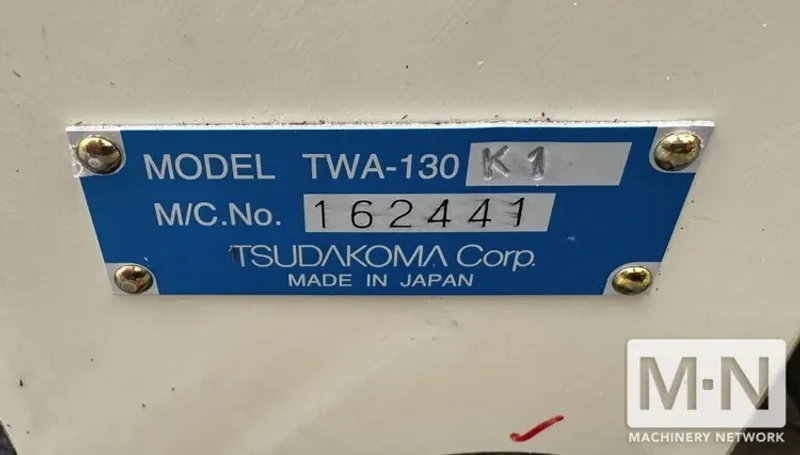 MODEL TWA-130 K1
M/C.No. 162441
TSUDAKOMA Corp.
MADE IN JAPAN
M·N
MACHINERY NETWORK